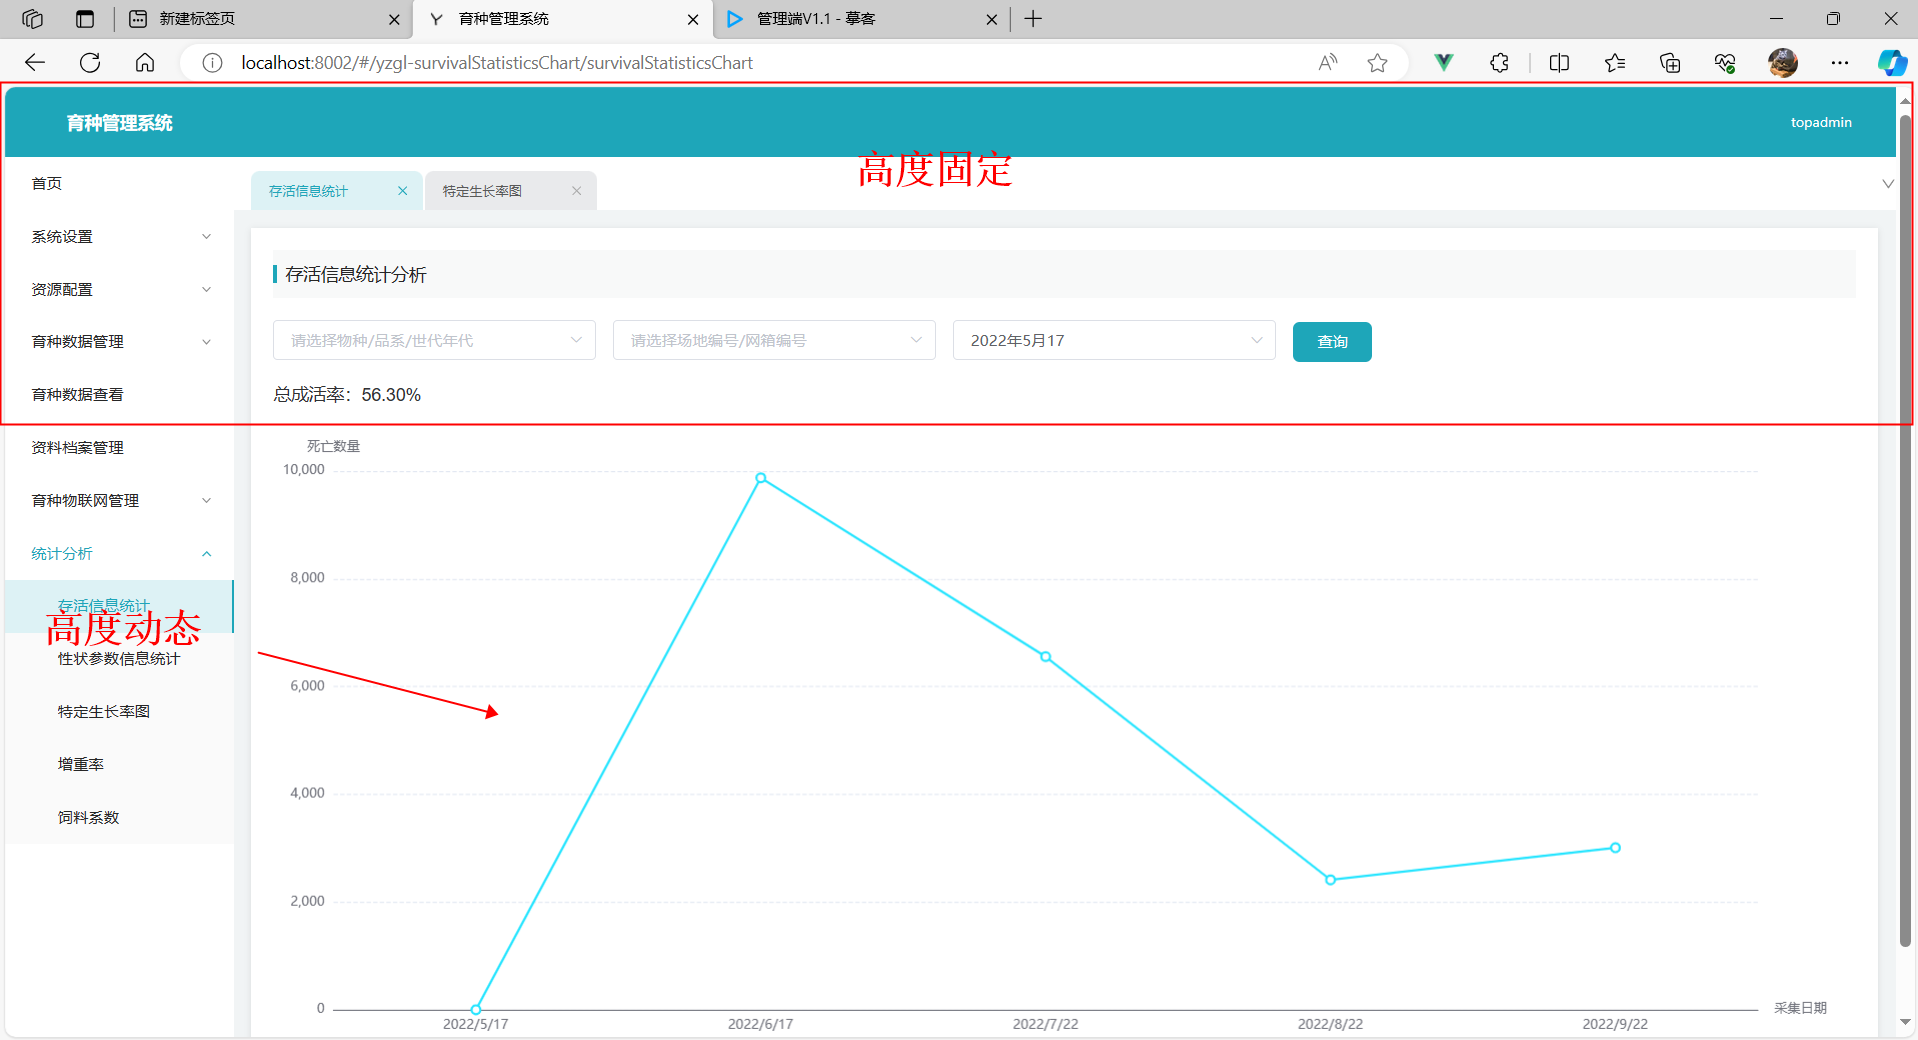 新建标签页
育种管理系统
管理端V1.1 - 摹客
localhost:8002/#/yzgl-survivalStatisticsChart/survivalStatisticsChart
育种管理系统
topadmin
高度固定
首页
存活信息统计
特定生长率图
系统设置
资源配置
育种数据管理
育种数据查看
资料档案管理
育种物联网管理
统计分析
存活信息统计
高度动态
性状参数信息统计
特定生长率图
增重率
饲料系数
存活信息统计分析
请选择物种/品系/世代年代
请选择场地编号/网箱编号
2022年5月17
查询
总成活率：56.30%
死亡数量
10,000
8,000
6,000
4,000
2,000
0
2022/5/17
2022/6/17
2022/7/22
2022/8/22
2022/9/22
采集日期